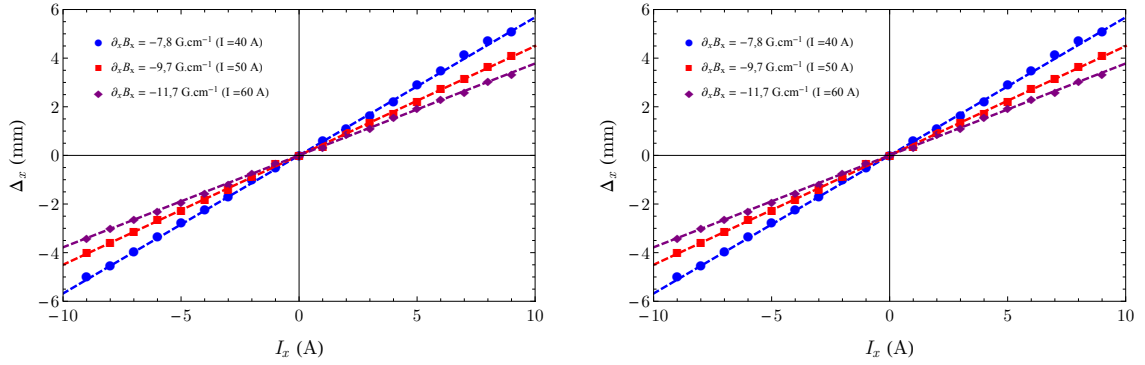 6
4
2
0
−2
−4
−6
Δx (mm)
∂xBx = −7,8 G.cm⁻¹ (I =40 A)
∂xBx = −9,7 G.cm⁻¹ (I=50 A)
∂xBx = −11,7 G.cm⁻¹ (I=60 A)
−10 −5 0 5 10
Ix (A)
6
4
2
0
−2
−4
−6
Δx (mm)
∂xBx = −7,8 G.cm⁻¹ (I =40 A)
∂xBx = −9,7 G.cm⁻¹ (I=50 A)
∂xBx = −11,7 G.cm⁻¹ (I=60 A)
−10 −5 0 5 10
Ix (A)